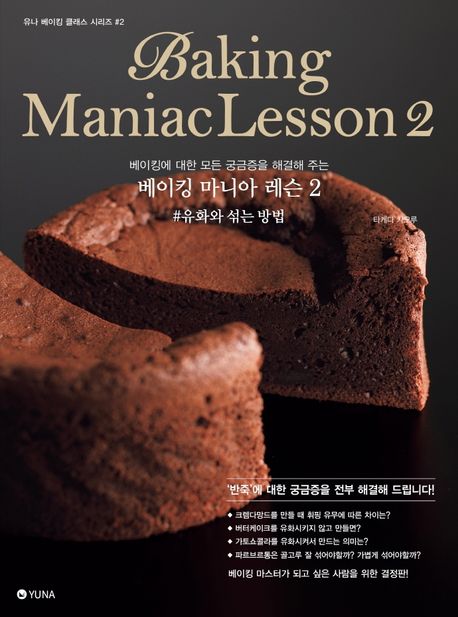 유나 베이킹 클래스 시리즈 #2
Baking
Maniac Lesson 2
베이킹에 대한 모든 궁금증을 해결해 주는
베이킹 마니아 레슨 2
#유화와 섞는 방법
타케다 카오루
'반죽'에 대한 궁금증을 전부 해결해 드립니다!
◆ 크렘다망드를 만들 때 휘핑 유무에 따른 차이는?
◆ 버터케이크를 유화시키지 않고 만들면?
◆ 가토쇼콜라를 유화시켜서 만드는 의미는?
◆ 파르브르통은 골고루 잘 섞어야할까? 가볍게 섞어야할까?
베이킹 마스터가 되고 싶은 사람을 위한 결정판!
YUNA